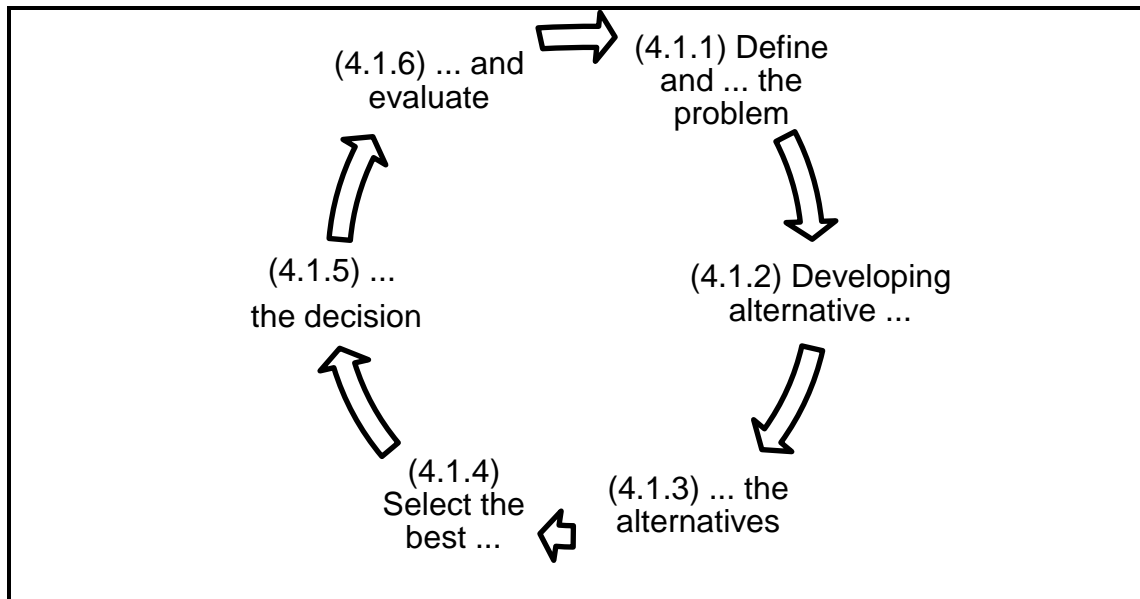 (4.1.1) Define
and ... the
problem
(4.1.2) Developing
alternative ...
(4.1.3) ... the
alternatives
(4.1.4)
Select the
best ...
(4.1.5) ...
the decision
(4.1.6) ... and
evaluate